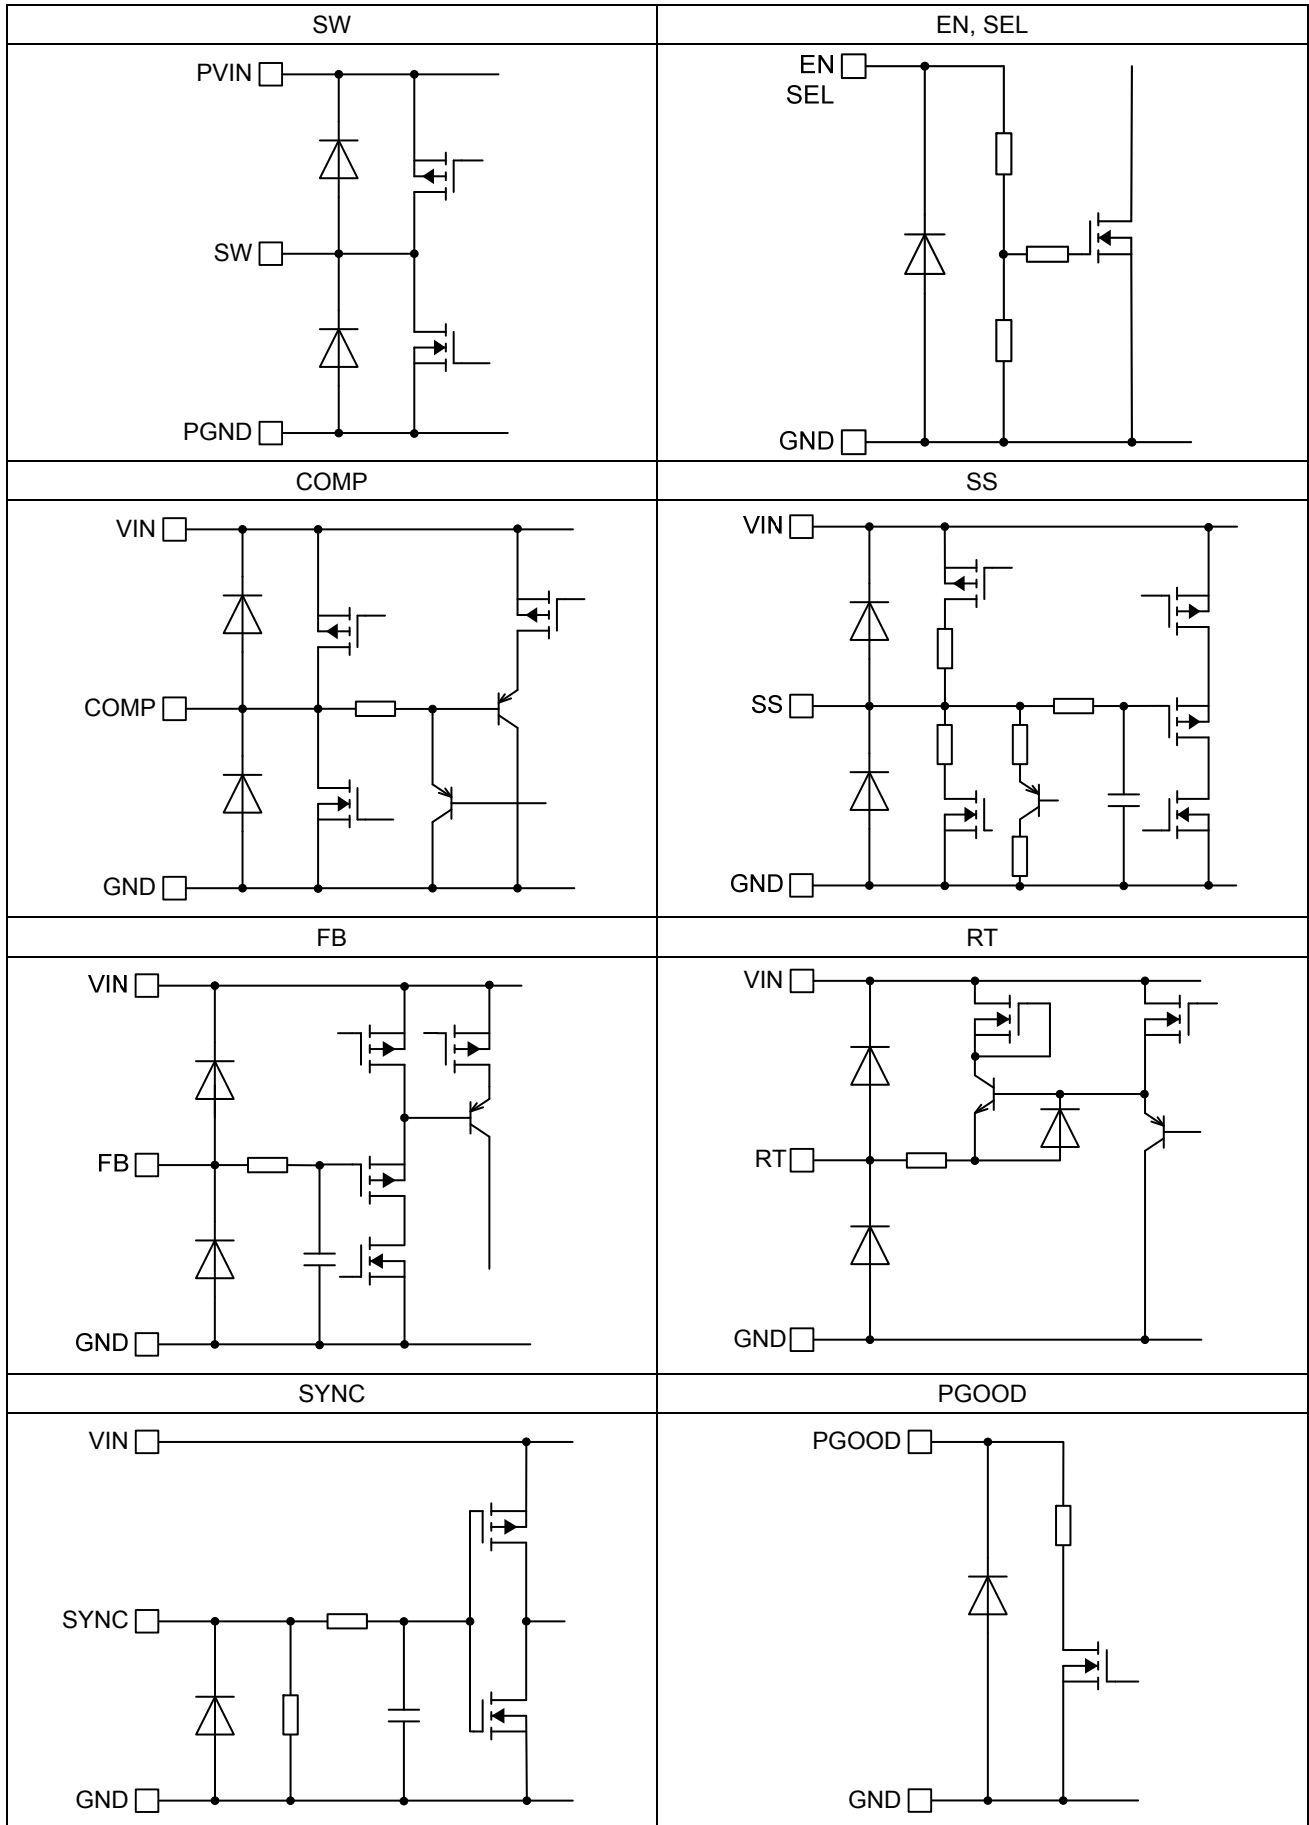 SW
EN, SEL
PVIN
SW
PGND
EN
SEL
GND
COMP
SS
VIN
COMP
GND
VIN
SS
GND
FB
RT
VIN
FB
GND
VIN
RT
GND
SYNC
PGOOD
VIN
SYNC
GND
PGOOD
GND